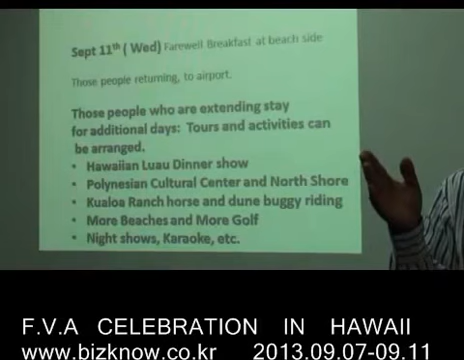 Sept 11th ( Wed) Farewell Breakfast at beach side
Those people returning, to airport.
Those people who are extending stay
for additional days: Tours and activities can
be arranged.
• Hawaiian Luau Dinner show
• Polynesian Cultural Center and North Shore
• Kualoa Ranch horse and dune buggy riding
• More Beaches and More Golf
• Night shows, Karaoke, etc.
F.V.A CELEBRATION IN HAWAII
www.bizknow.co.kr 2013.09.07-09.11